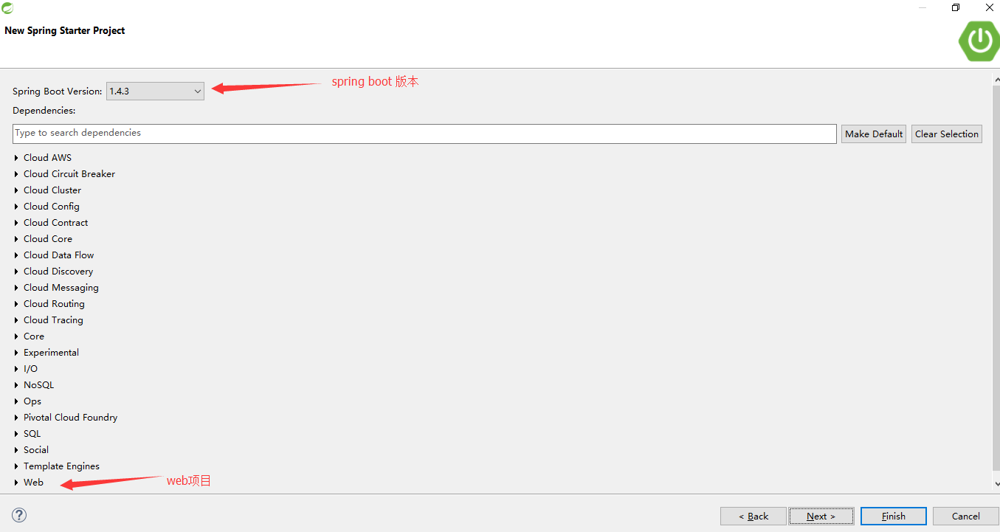 New Spring Starter Project
spring boot 版本
Spring Boot Version: 1.4.3
Dependencies:
Type to search dependencies
Make Default
Clear Selection
Cloud AWS
Cloud Circuit Breaker
Cloud Cluster
Cloud Config
Cloud Contract
Cloud Core
Cloud Data Flow
Cloud Discovery
Cloud Messaging
Cloud Routing
Cloud Tracing
Core
Experimental
I/O
NoSQL
Ops
Pivotal Cloud Foundry
SQL
Social
Template Engines
Web
web项目
?
< Back
Next >
Finish
Cancel